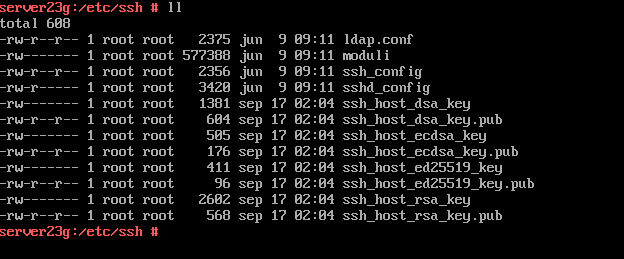 server23g:/etc/ssh # ll
total 608
-rw-r--r-- 1 root root   2375 jun  9 09:11 ldap.conf
-rw-r--r-- 1 root root 577388 jun  9 09:11 moduli
-rw-r--r-- 1 root root   2356 jun  9 09:11 ssh_config
-rw-r----- 1 root root   3420 jun  9 09:11 sshd_config
-rw------- 1 root root   1381 sep 17 02:04 ssh_host_dsa_key
-rw-r--r-- 1 root root    604 sep 17 02:04 ssh_host_dsa_key.pub
-rw------- 1 root root    505 sep 17 02:04 ssh_host_ecdsa_key
-rw-r--r-- 1 root root    176 sep 17 02:04 ssh_host_ecdsa_key.pub
-rw------- 1 root root    411 sep 17 02:04 ssh_host_ed25519_key
-rw-r--r-- 1 root root     96 sep 17 02:04 ssh_host_ed25519_key.pub
-rw------- 1 root root   2602 sep 17 02:04 ssh_host_rsa_key
-rw-r--r-- 1 root root    568 sep 17 02:04 ssh_host_rsa_key.pub
server23g:/etc/ssh #